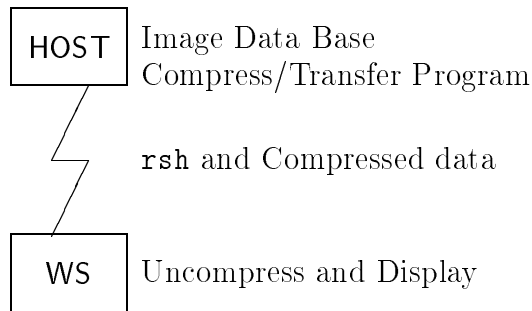 HOST
Image Data Base
Compress/Transfer Program
rsh and Compressed data
WS
Uncompress and Display